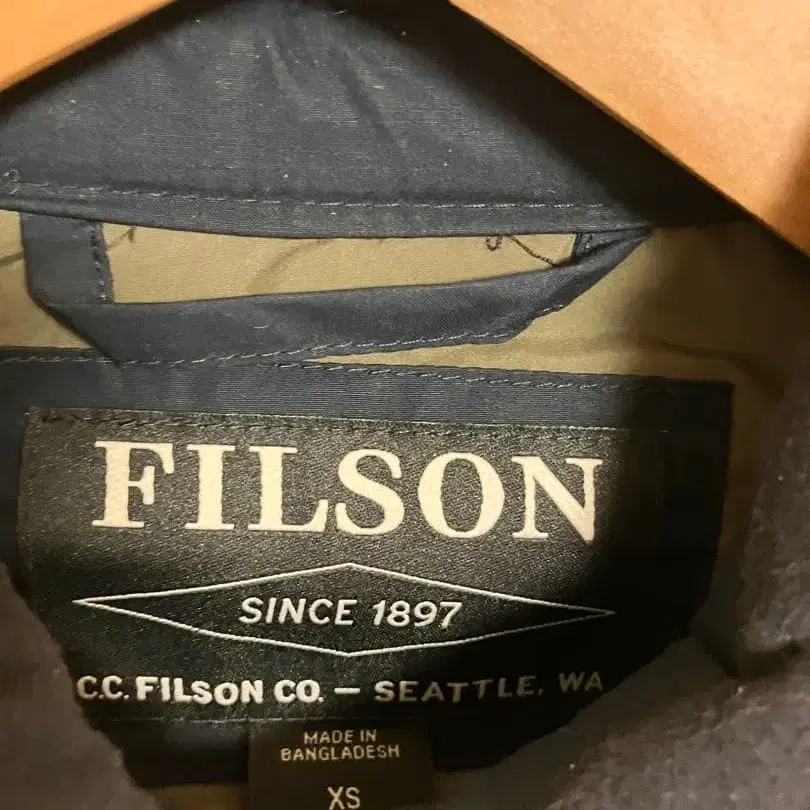 FILSON
SINCE 1897
C.C. FILSON CO. – SEATTLE, WA
MADE IN
BANGLADESH
XS